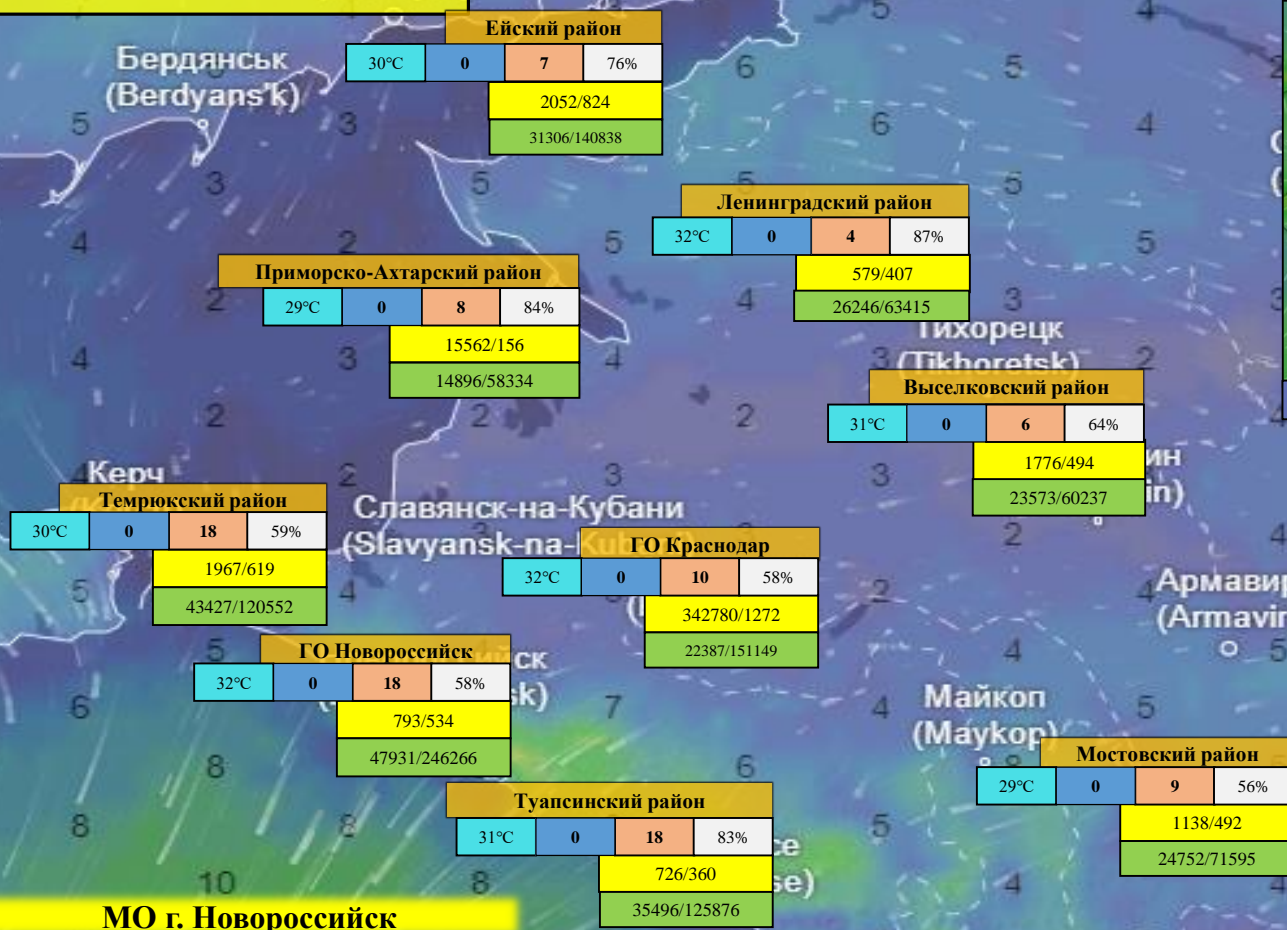 Ейский район
30°С 0 7 76%
2052/824
31306/140838
Бердянськ
(Berdyans'k)
Ленинградский район
32°С 0 4 87%
579/407
26246/63415
Приморско-Ахтарский район
29°С 0 8 84%
15562/156
14896/58334
Тихорецк
(Tikhoretsk)
Выселковский район
31°С 0 6 64%
1776/494
23573/60237
Керч
Темрюкский район
30°С 0 18 59%
1967/619
43427/120552
Славянск-на-Кубани
(Slavyansk-na-
ГО Краснодар
32°С 0 10 58%
342780/1272
22387/151149
Армавир
(Armavir
ГО Новороссийск
32°С 0 18 58%
793/534
47931/246266
Майкоп
(Maykop)
Мостовский район
29°С 0 9 56%
1138/492
24752/71595
Туапсинский район
31°С 0 18 83%
726/360
35496/125876
МО г. Новороссийск